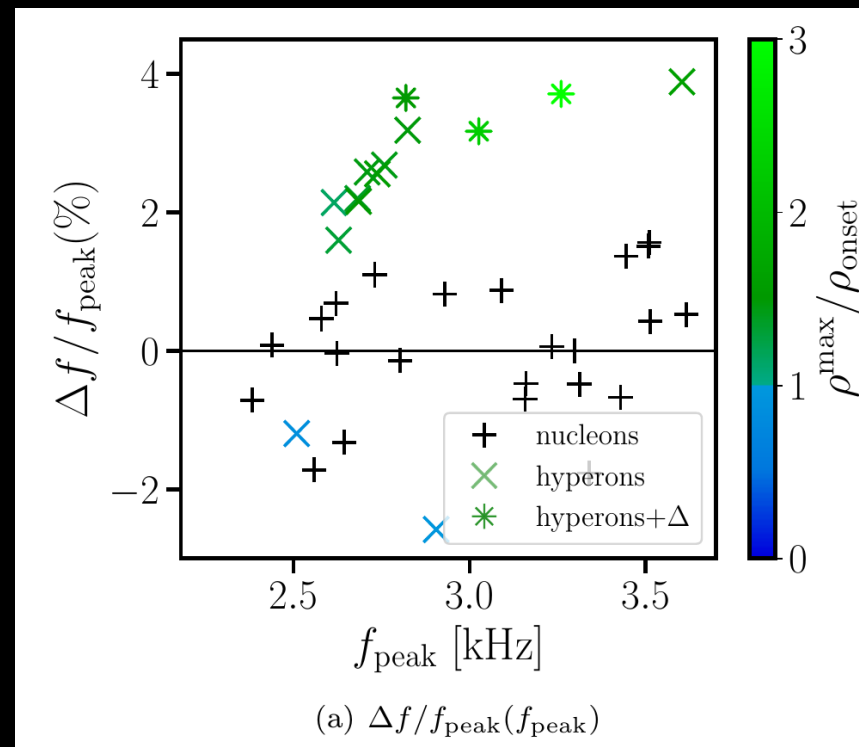 4
2
0
−2
Δf/f_peak(%)
2.5 3.0 3.5
f_peak [kHz]
nucleons
hyperons
hyperons+Δ
3
2
1
0
ρ^max/ρ_onset
(a) Δf/f_peak(f_peak)